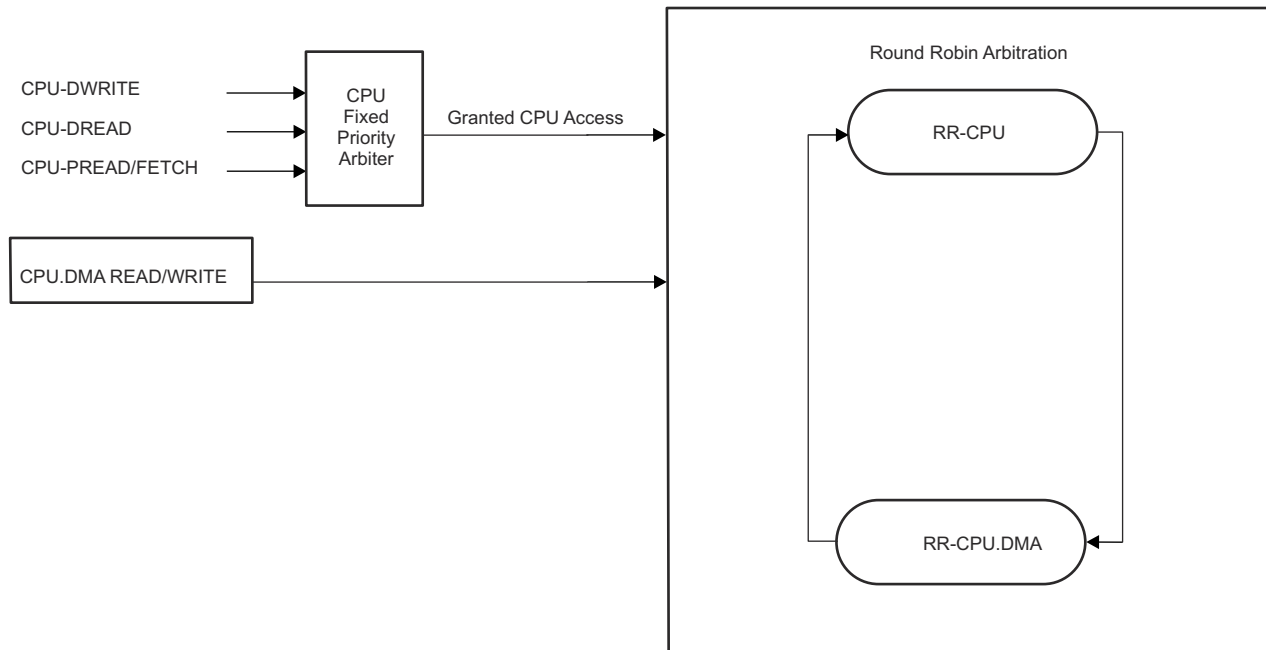 Round Robin Arbitration
CPU-DWRITE
CPU-DREAD
CPU-PREAD/FETCH
CPU
Fixed
Priority
Arbiter
Granted CPU Access
RR-CPU
CPU.DMA READ/WRITE
RR-CPU.DMA